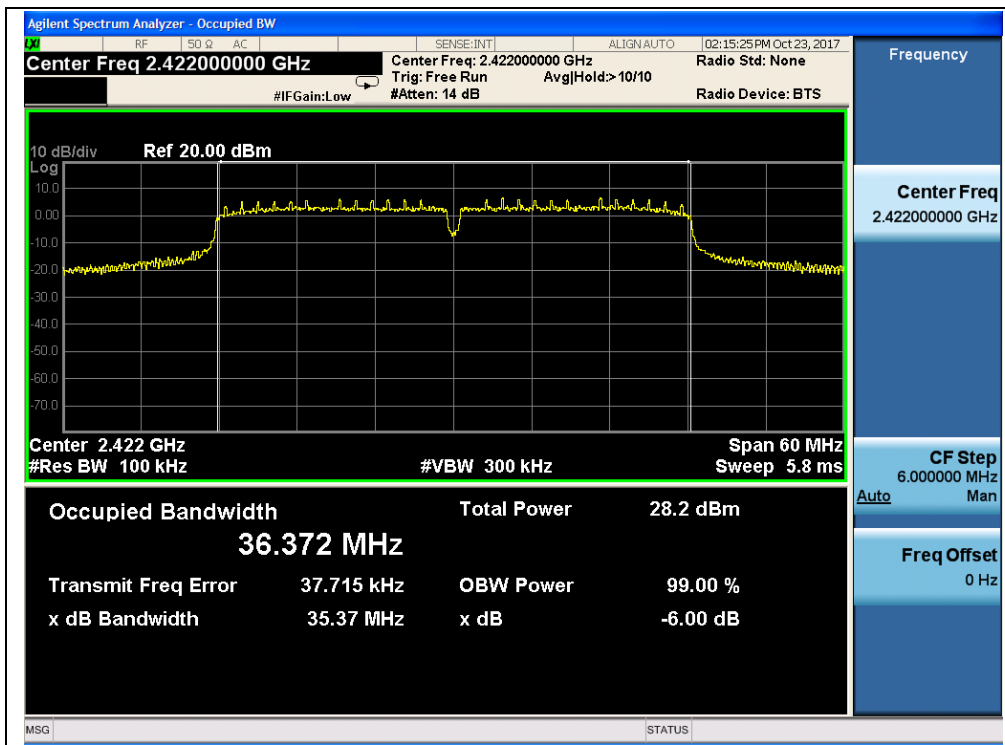 Agilent Spectrum Analyzer - Occupied BW
LXI RF 50 Ω AC SENSE:INT ALIGN AUTO 02:15:25 PM Oct 23, 2017
Center Freq 2.422000000 GHz
Center Freq: 2.422000000 GHz
Radio Std: None
Trig: Free Run Avg|Hold:>10/10
#IFGain:Low
#Atten: 14 dB
Radio Device: BTS
10 dB/div Ref 20.00 dBm
Log
10.0
0.00
-10.0
-20.0
-30.0
-40.0
-50.0
-60.0
-70.0
Center 2.422 GHz Span 60 MHz
#Res BW 100 kHz #VBW 300 kHz Sweep 5.8 ms
Occupied Bandwidth Total Power 28.2 dBm
36.372 MHz
Transmit Freq Error 37.715 kHz OBW Power 99.00 %
x dB Bandwidth 35.37 MHz x dB -6.00 dB
Frequency
Center Freq
2.422000000 GHz
CF Step
6.000000 MHz
Auto Man
Freq Offset
0 Hz
MSG STATUS